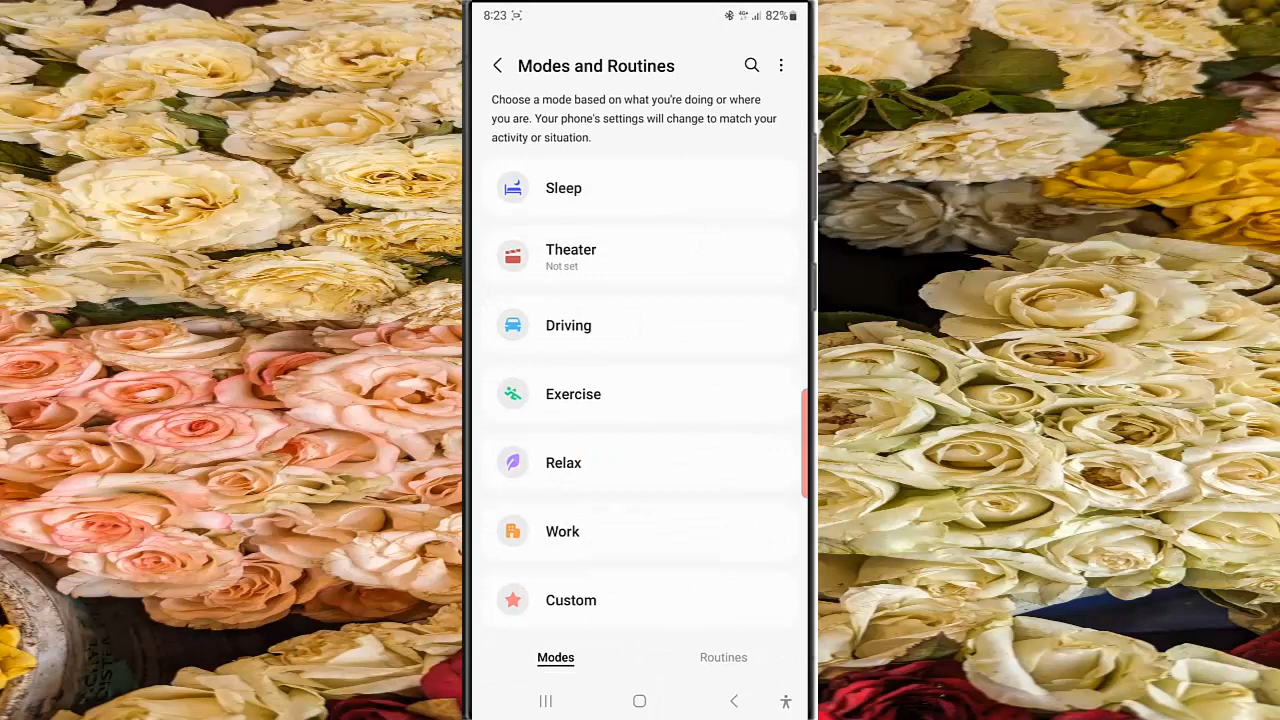 8:23 82%
Modes and Routines
Choose a mode based on what you're doing or where
you are. Your phone's settings will change to match your
activity or situation.
Sleep
Theater
Not set
Driving
Exercise
Relax
Work
Custom
Modes Routines